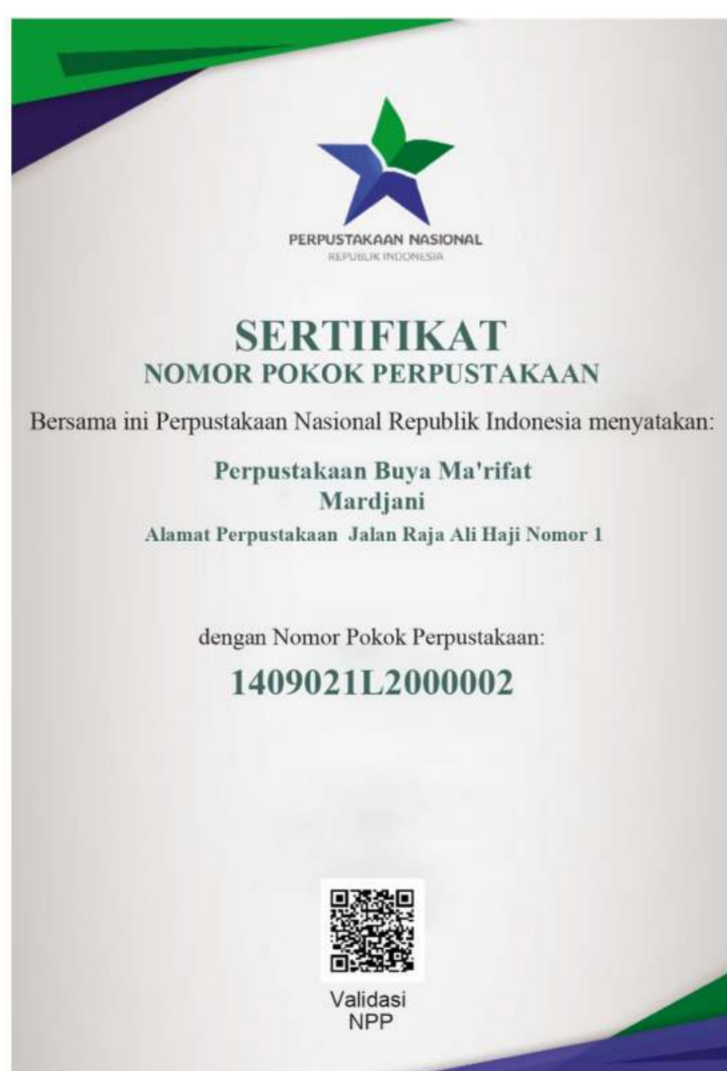 PERPUSTAKAAN NASIONAL
REPUBLIK INDONESIA
SERTIFIKAT
NOMOR POKOK PERPUSTAKAAN
Bersama ini Perpustakaan Nasional Republik Indonesia menyatakan:
Perpustakaan Buya Ma'rifat
Mardjani
Alamat Perpustakaan Jalan Raja Ali Haji Nomor 1
dengan Nomor Pokok Perpustakaan:
1409021L2000002
Validasi
NPP